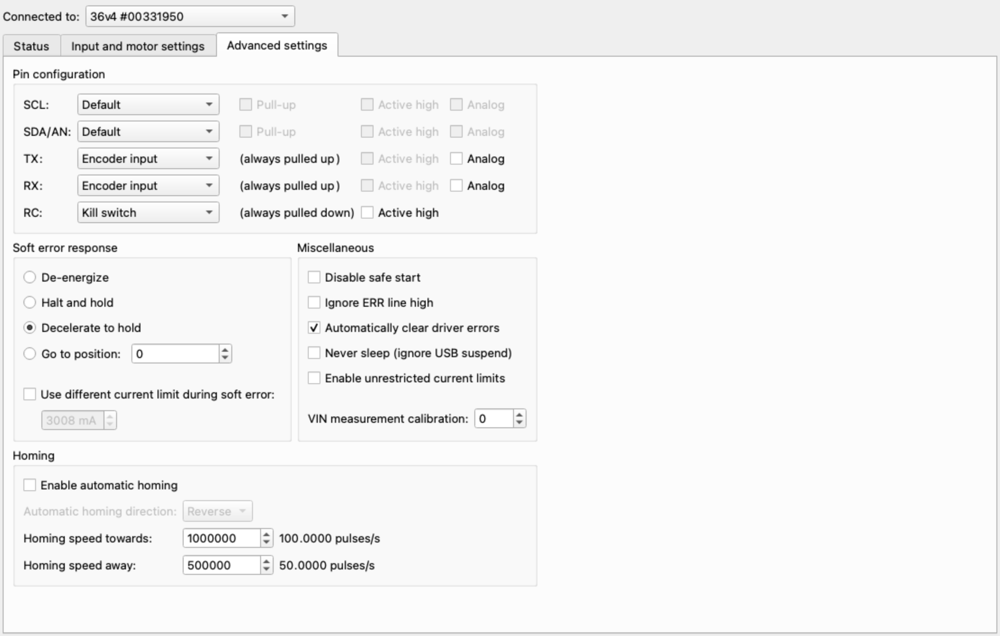 Connected to: 36v4 #00331950
Status Input and motor settings Advanced settings
Pin configuration
SCL: Default Pull-up Active high Analog
SDA/AN: Default Pull-up Active high Analog
TX: Encoder input (always pulled up) Active high Analog
RX: Encoder input (always pulled up) Active high Analog
RC: Kill switch (always pulled down) Active high
Soft error response
De-energize
Halt and hold
Decelerate to hold
Go to position: 0
Use different current limit during soft error:
3008 mA
Miscellaneous
Disable safe start
Ignore ERR line high
Automatically clear driver errors
Never sleep (ignore USB suspend)
Enable unrestricted current limits
VIN measurement calibration: 0
Homing
Enable automatic homing
Automatic homing direction: Reverse
Homing speed towards: 1000000 100.0000 pulses/s
Homing speed away: 500000 50.0000 pulses/s